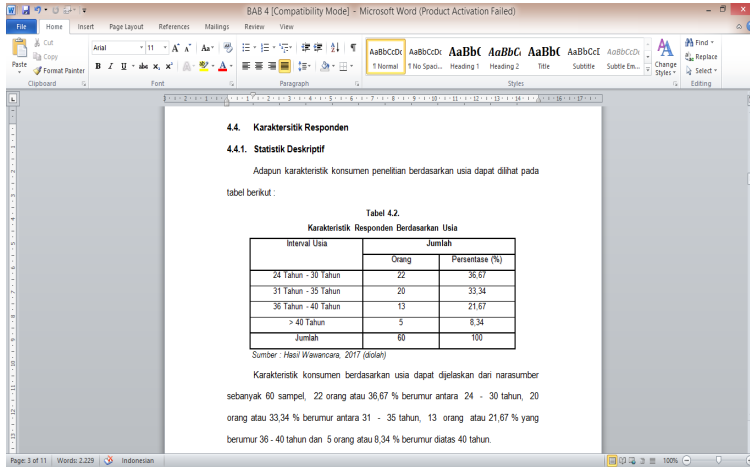 BAB 4 [Compatibility Mode] - Microsoft Word (Product Activation Failed)
File Home Insert Page Layout References Mailings Review View
Paste
Cut
Copy
Format Painter
Clipboard
Arial 11
Font
Paragraph
AaBbCcDc AaBbCcDc AaBbC AaBbC AaBbC AaBbCcI AaBbCcDc
¶ Normal ¶ No Spaci... Heading 1 Heading 2 Title Subtitle Subtle Em...
Change Styles
Styles
Find
Replace
Select
Editing
4.4. Karaktersitik Responden
4.4.1. Statistik Deskriptif
Adapun karakteristik konsumen penelitian berdasarkan usia dapat dilihat pada
tabel berikut :
Tabel 4.2.
Karakteristik Responden Berdasarkan Usia
Interval Usia Jumlah
Orang Persentase (%)
24 Tahun - 30 Tahun 22 36,67
31 Tahun - 35 Tahun 20 33,34
36 Tahun - 40 Tahun 13 21,67
> 40 Tahun 5 8,34
Jumlah 60 100
Sumber : Hasil Wawancara, 2017 (diolah)
Karakteristik konsumen berdasarkan usia dapat dijelaskan dari narasumber
sebanyak 60 sampel, 22 orang atau 36,67 % berumur antara 24 - 30 tahun, 20
orang atau 33,34 % berumur antara 31 - 35 tahun, 13 orang atau 21,67 % yang
berumur 36 - 40 tahun dan 5 orang atau 8,34 % berumur diatas 40 tahun.
Page: 3 of 11 Words: 2.229 Indonesian 100%